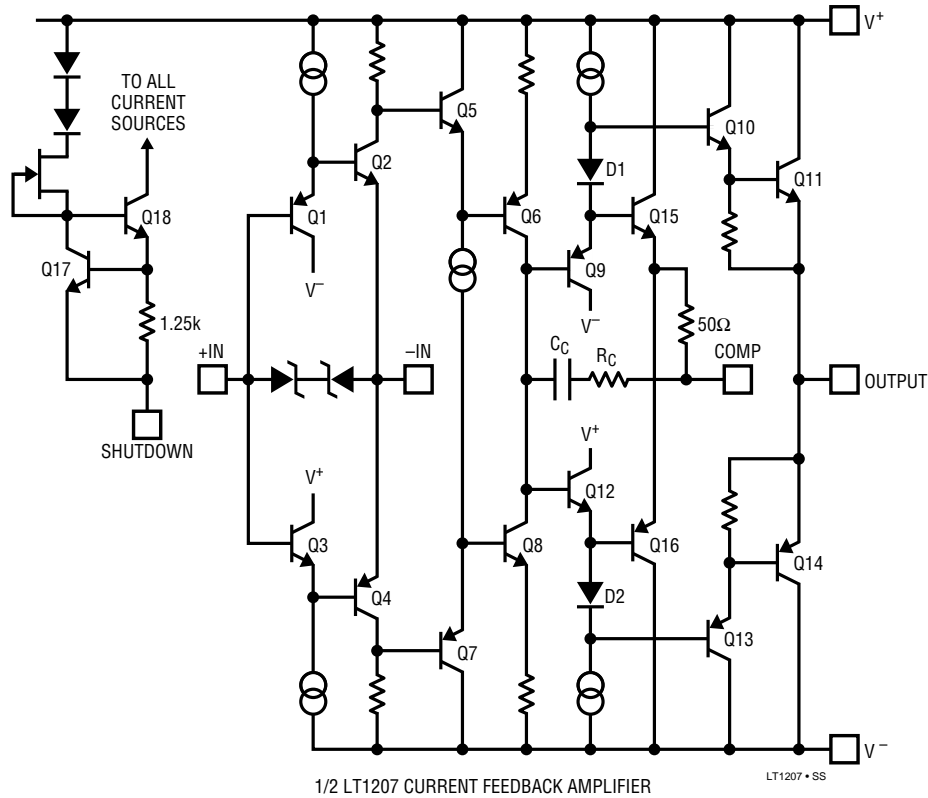 V+
TO ALL
CURRENT
SOURCES
Q5
Q10
Q2
D1
Q11
Q18
Q1
Q6
Q15
Q17
Q9
V–
V–
1.25k
50Ω
+IN
–IN
CC
RC
COMP
OUTPUT
SHUTDOWN
V+
V+
Q12
Q3
Q8
Q16
Q14
Q4
D2
Q7
Q13
V–
LT1207 • SS
1/2 LT1207 CURRENT FEEDBACK AMPLIFIER